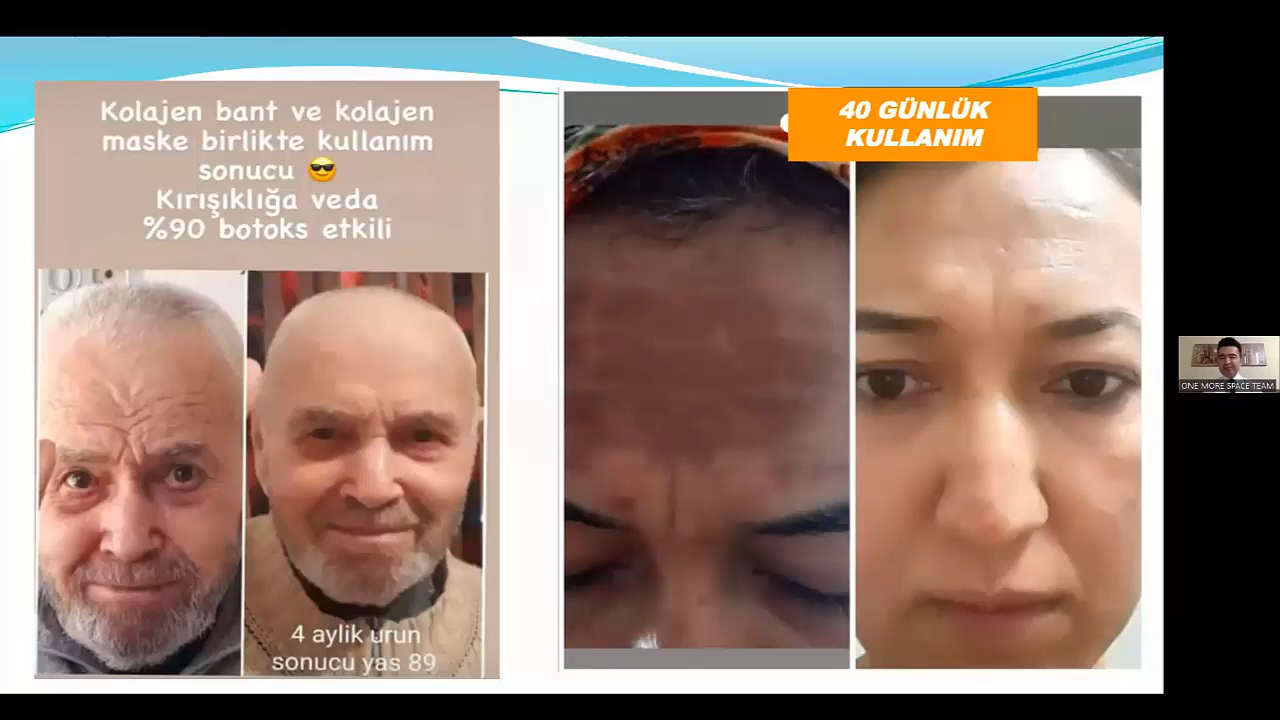 Kolajen bant ve kolajen
maske birlikte kullanım
sonucu 😎
Kırışıklığa veda
%90 botoks etkili
4 aylik urun
sonucu yas 89
40 GÜNLÜK
KULLANIM
ONE MORE SPACE TEAM